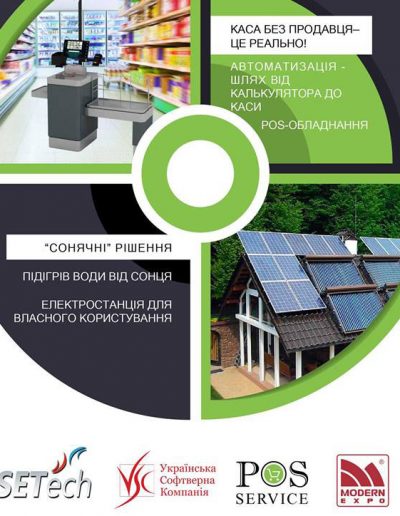 КАСА БЕЗ ПРОДАВЦЯ–
ЦЕ РЕАЛЬНО!
АВТОМАТИЗАЦІЯ -
ШЛЯХ ВІД
КАЛЬКУЛЯТОРА ДО
КАСИ
POS-ОБЛАДНАННЯ
“СОНЯЧНІ” РІШЕННЯ
ПІДІГРІВ ВОДИ ВІД СОНЦЯ
ЕЛЕКТРОСТАНЦІЯ ДЛЯ
ВЛАСНОГО КОРИСТУВАННЯ
SETech
USC
Українська
Софтверна
Компанія
POS
SERVICE
MODERN
EXPO